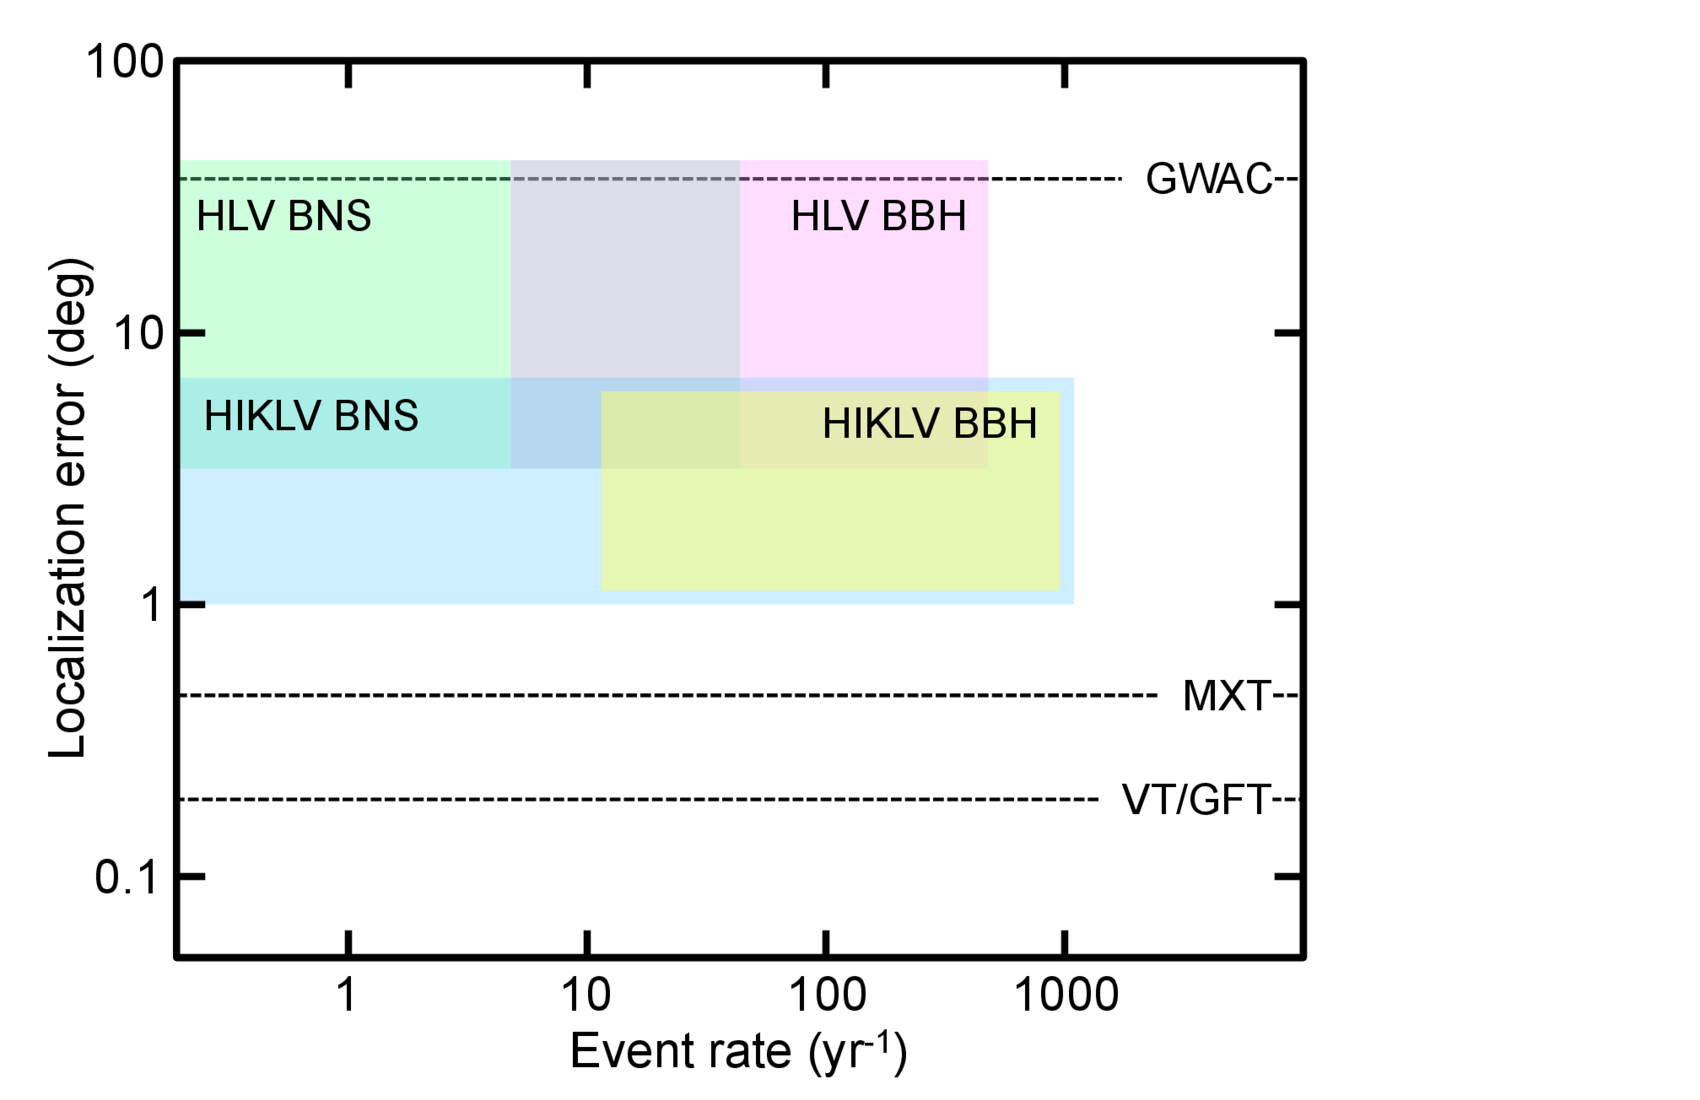 100
GWAC
HLV BNS
HLV BBH
10
HIKLV BNS
HIKLV BBH
1
MXT
VT/GFT
0.1
Localization error (deg)
1
10
100
1000
Event rate (yr⁻¹)